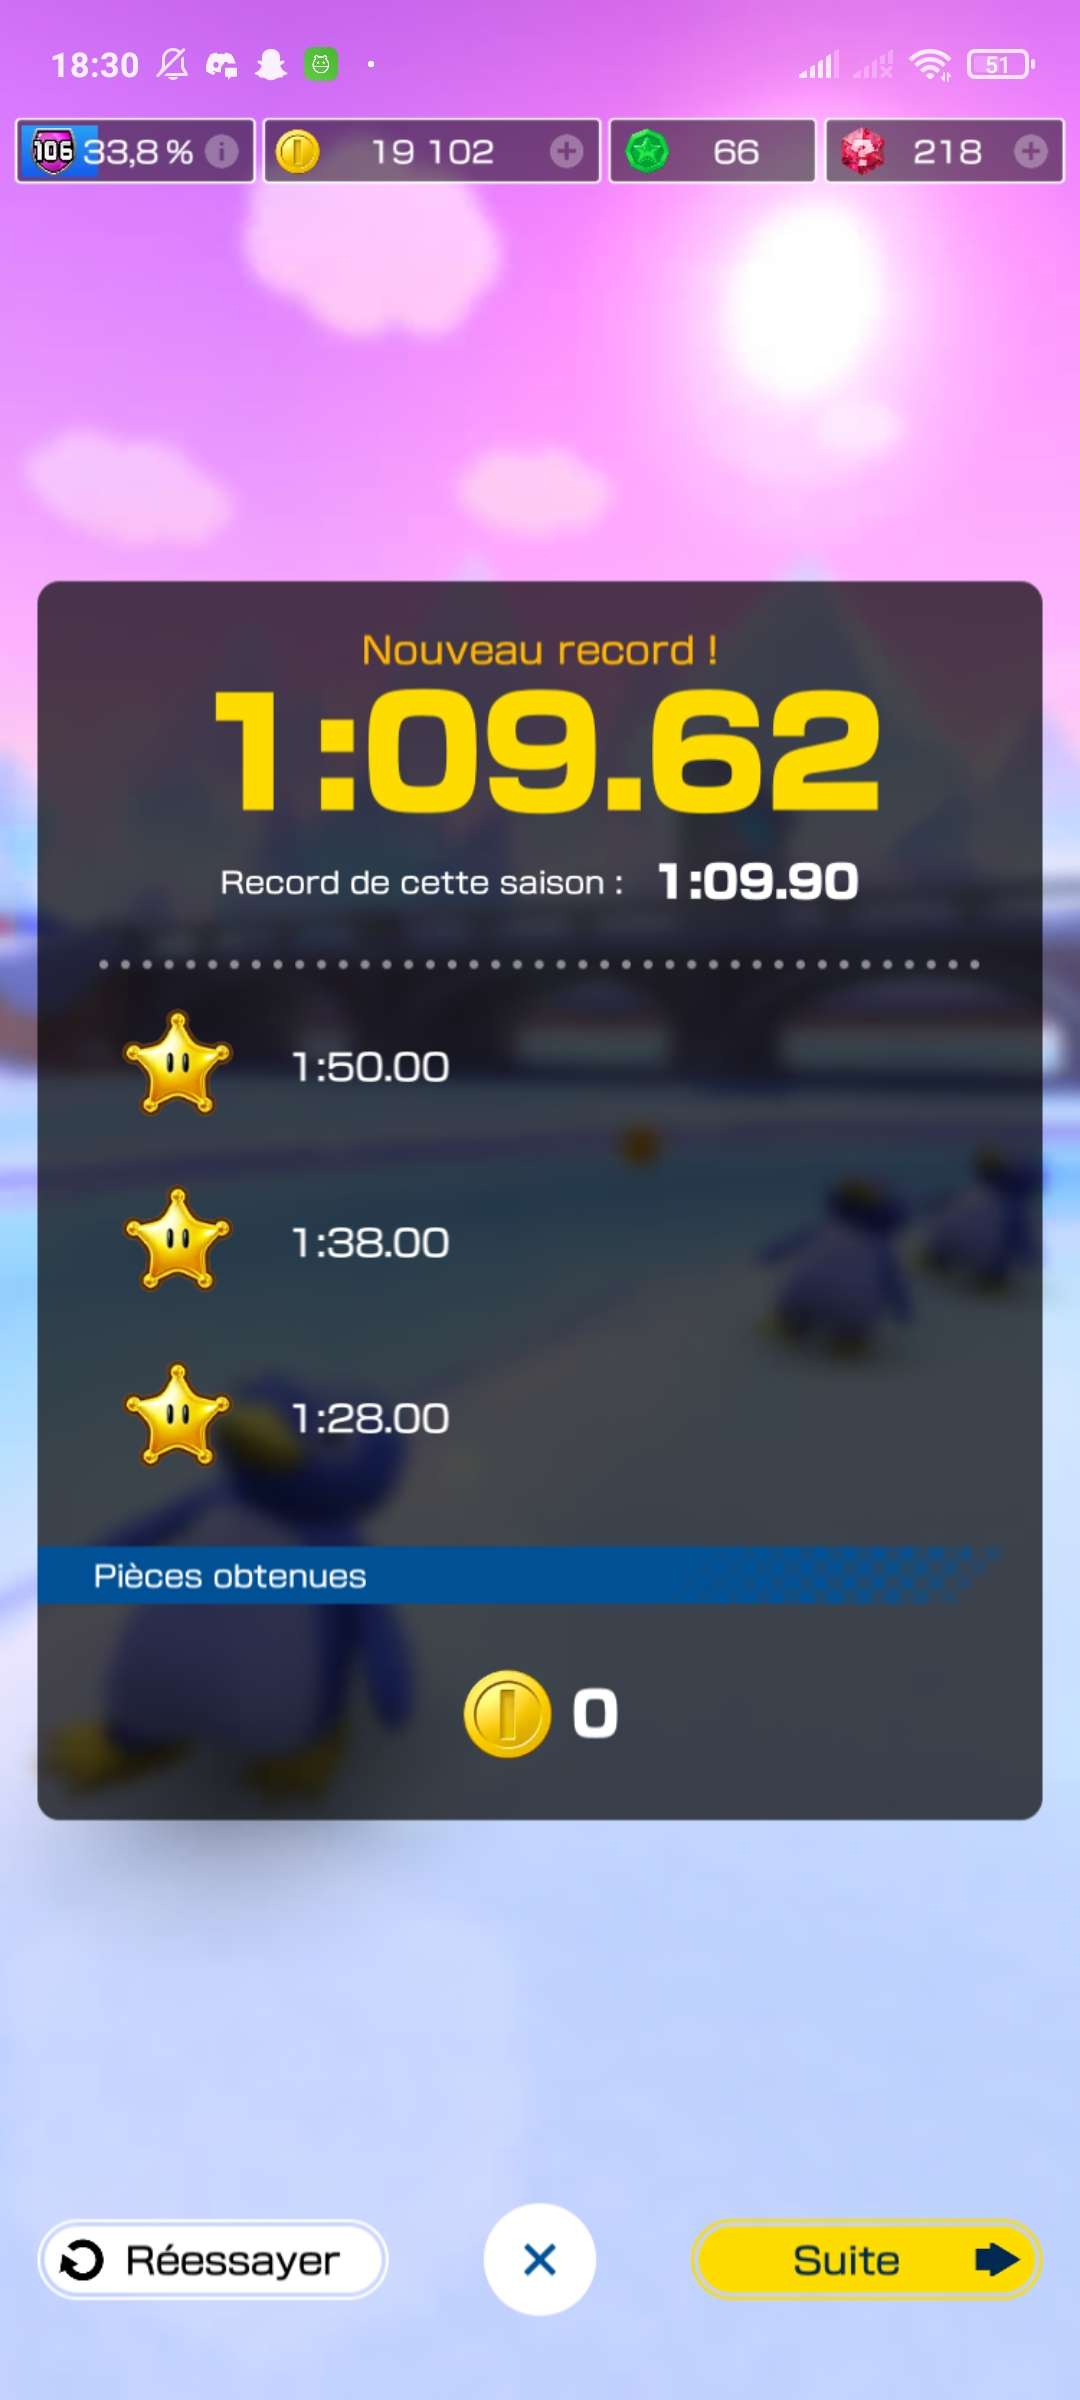 18:30 51
106 33,8 % i 19 102 + 66 ? 218 +
Nouveau record !
1:09.62
Record de cette saison : 1:09.90
1:50.00
1:38.00
1:28.00
Pièces obtenues
0
Réessayer × Suite